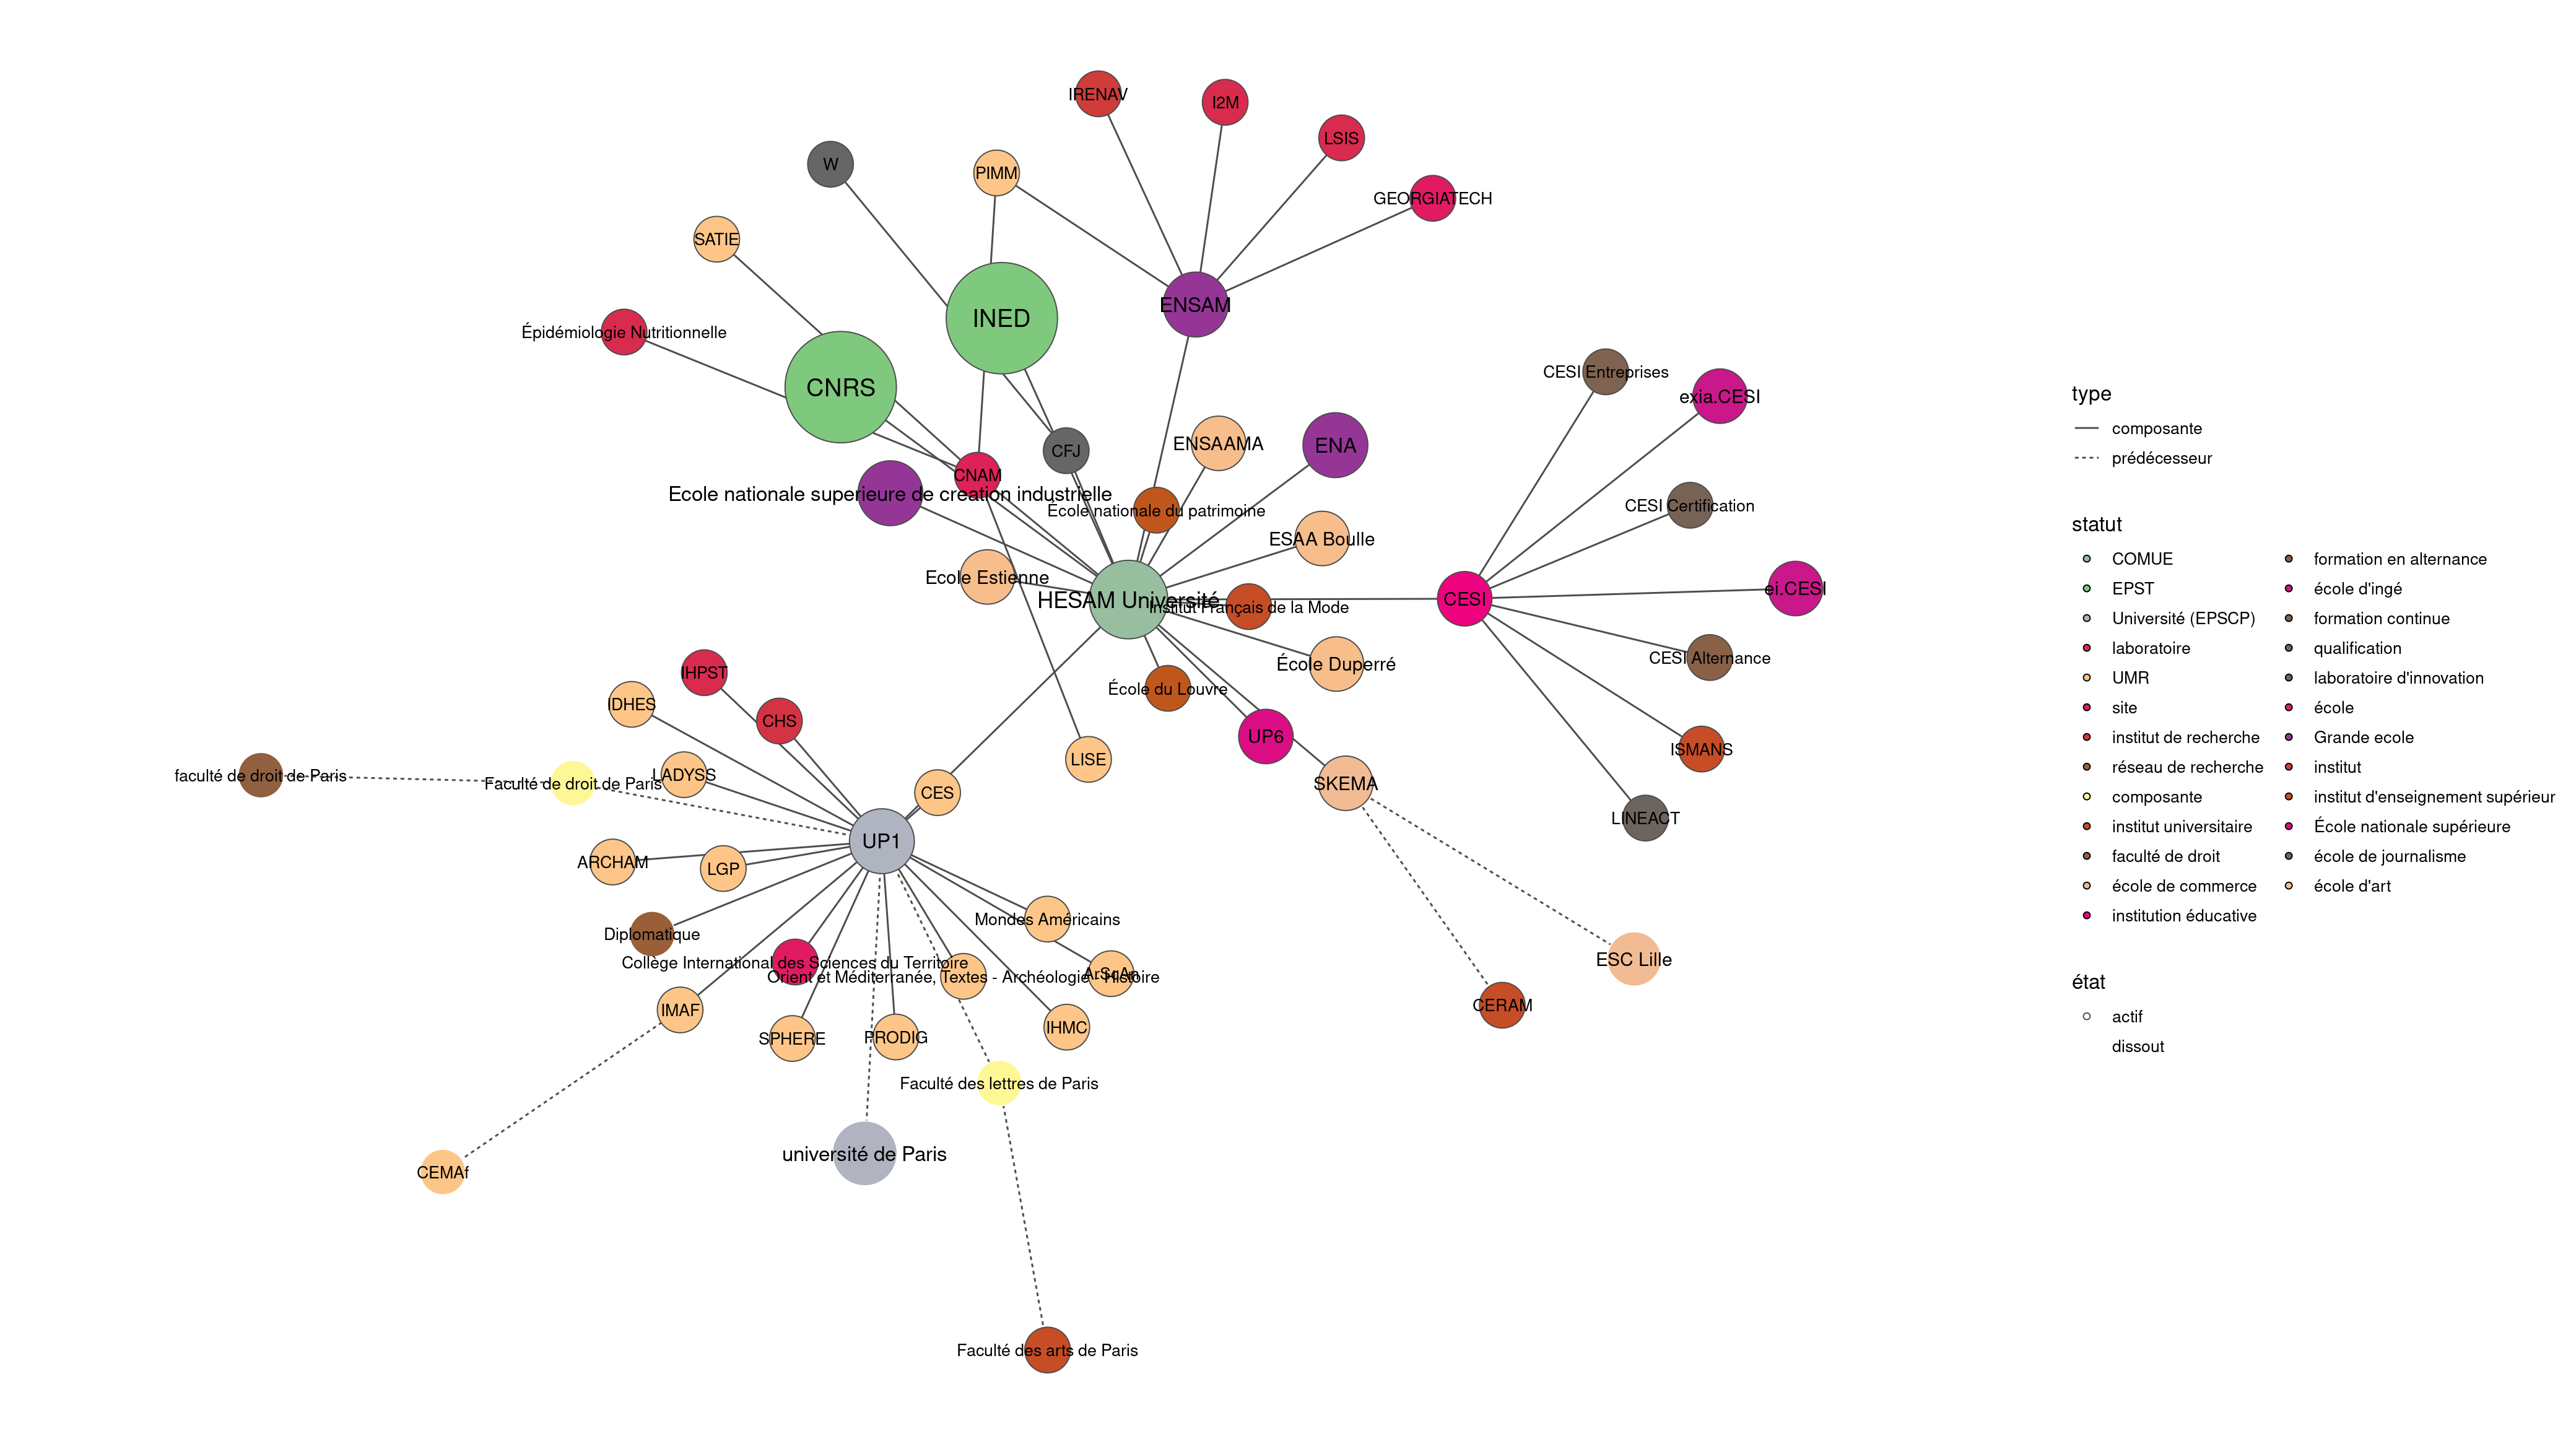 IRENAV
I2M
LSIS
W
PIMM
GEORGIATECH
SATIE
ENSAM
INED
Épidémiologie Nutritionnelle
CNRS
CESI Entreprises
exia.CESI
ENSAAMA
ENA
CFJ
CNAM
Ecole nationale superieure de creation industrielle
École nationale du patrimoine
CESI Certification
ESAA Boulle
Ecole Estienne
ei.CESI
HESAM Université
Institut Français de la Mode
CESI
École Duperré
CESI Alternance
IHPST
École du Louvre
IDHES
CHS
UP6
ISMANS
LISE
faculté de droit de Paris
Faculté de droit de Paris
LADYSS
SKEMA
CES
LINEACT
UP1
ARCHAM
LGP
Mondes Américains
Diplomatique
ESC Lille
Collège International des Sciences du Territoire
Orient et Méditerranée, Textes - Archéologie - Histoire
ArScAn
CERAM
IMAF
IHMC
SPHERE
PRODIG
Faculté des lettres de Paris
université de Paris
CEMAf
Faculté des arts de Paris
type
composante
prédécesseur
statut
COMUE
EPST
Université (EPSCP)
laboratoire
UMR
site
institut de recherche
réseau de recherche
composante
institut universitaire
faculté de droit
école de commerce
institution éducative
formation en alternance
école d'ingé
formation continue
qualification
laboratoire d'innovation
école
Grande ecole
institut
institut d'enseignement supérieur
École nationale supérieure
école de journalisme
école d'art
état
actif
dissout